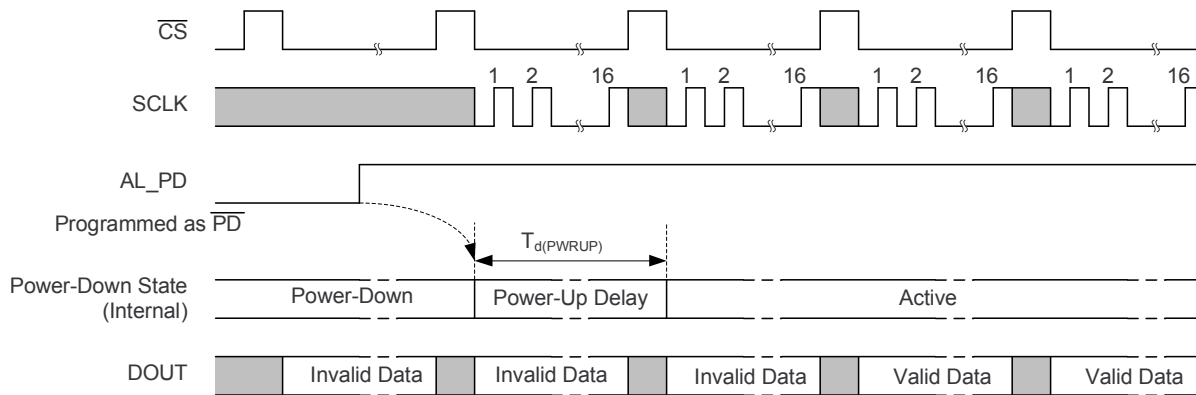 CS
1 2 16 1 2 16 1 2 16 1 2 16
SCLK
AL_PD
Programmed as PD
Td(PWRUP)
Power-Down State
(Internal)
Power-Down Power-Up Delay Active
DOUT
Invalid Data Invalid Data Invalid Data Valid Data Valid Data